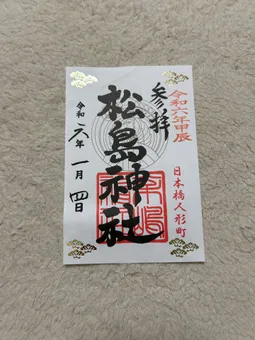 令和六年甲辰
日本橋人形町
参拝
松島神社
令和六年一月四日